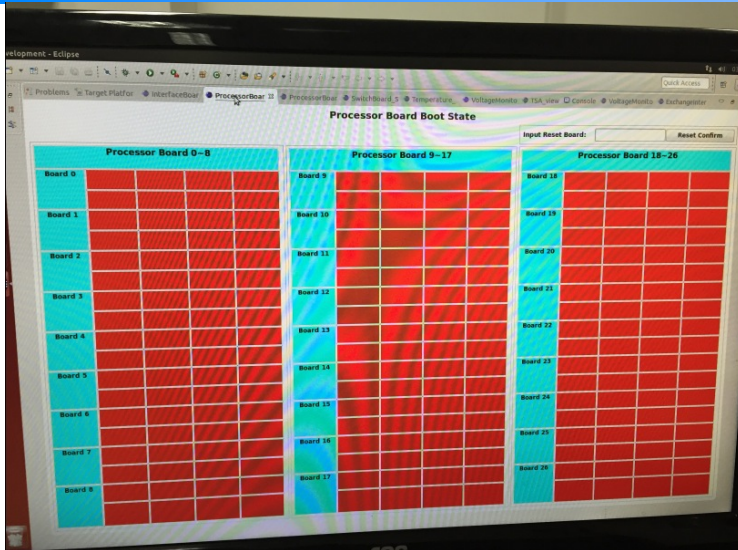 velopment - Eclipse
Quick Access
Problems Target Platfor InterfaceBoar ProcessorBoar ProcessorBoar SwitchBoard_S Temperature_ VoltageMonito TSA_view Console VoltageMonito ExchangeInter
Processor Board Boot State
Input Reset Board: Reset Confirm
Processor Board 0~8 Processor Board 9~17 Processor Board 18~26
Board 0 Board 9 Board 18
Board 1 Board 10 Board 19
Board 2 Board 11 Board 20
Board 3 Board 12 Board 21
Board 4 Board 13 Board 22
Board 5 Board 14 Board 23
Board 6 Board 15 Board 24
Board 7 Board 16 Board 25
Board 8 Board 17 Board 26